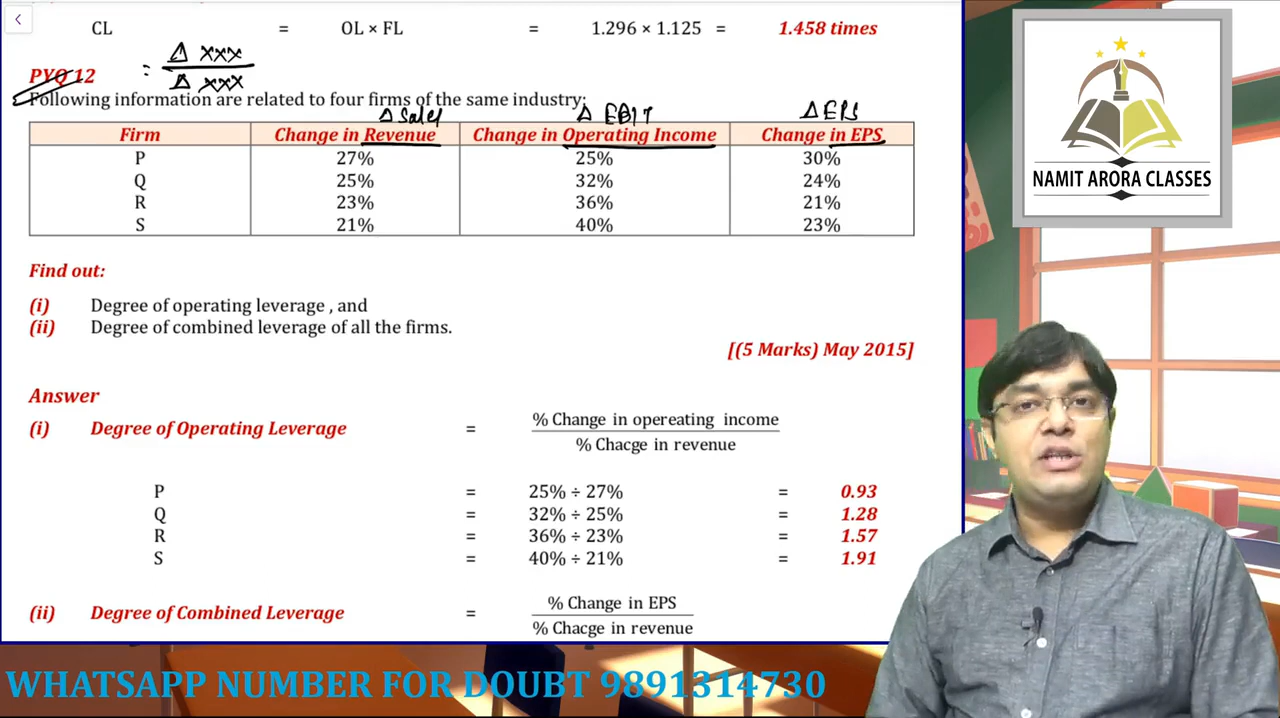 CL = OL × FL = 1.296 × 1.125 = 1.458 times
PYQ 12
= Δ xxx
Δ xxx
Following information are related to four firms of the same industry:
Δ Sales Δ EBIT Δ EPS
Firm Change in Revenue Change in Operating Income Change in EPS
P 27% 25% 30%
Q 25% 32% 24%
R 23% 36% 21%
S 21% 40% 23%
Find out:
(i) Degree of operating leverage , and
(ii) Degree of combined leverage of all the firms.
[(5 Marks) May 2015]
Answer
(i) Degree of Operating Leverage = % Change in opereating income
% Chacge in revenue
P = 25% ÷ 27% = 0.93
Q = 32% ÷ 25% = 1.28
R = 36% ÷ 23% = 1.57
S = 40% ÷ 21% = 1.91
(ii) Degree of Combined Leverage = % Change in EPS
% Chacge in revenue
NAMIT ARORA CLASSES
WHATSAPP NUMBER FOR DOUBT 9891314730